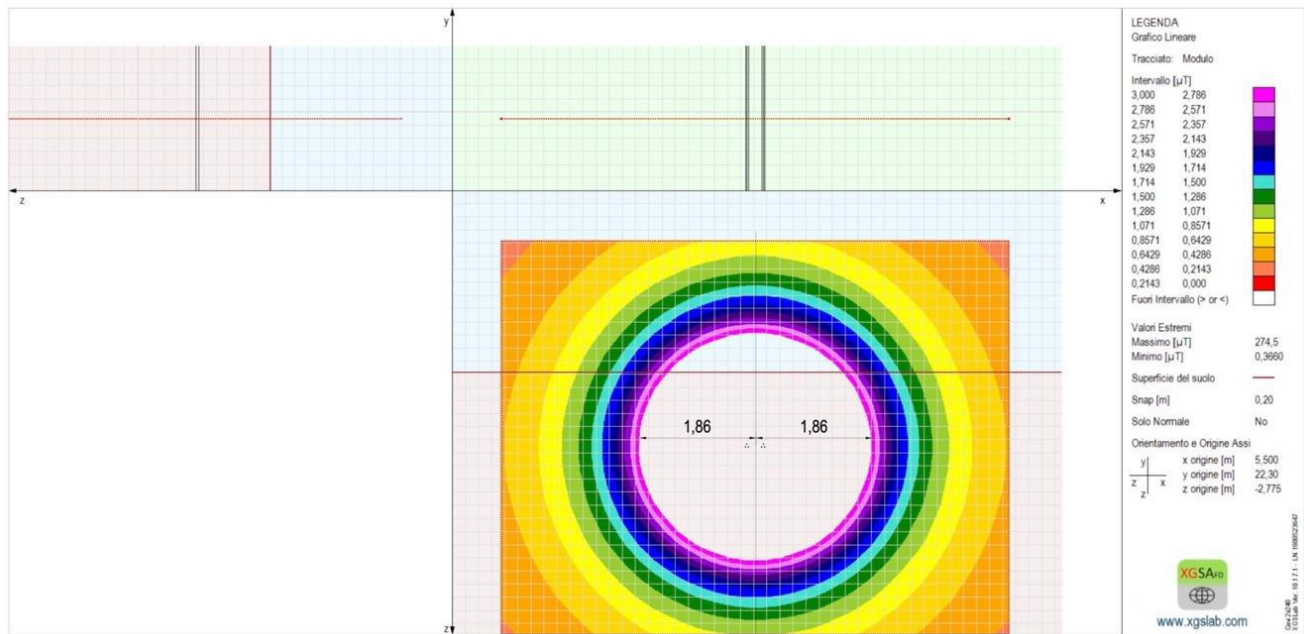 y
z
x
z
1,86
1,86
LEGENDA
Grafico Lineare
Tracciato: Modulo
Intervallo [µT]
3,000 2,786
2,786 2,571
2,571 2,357
2,357 2,143
2,143 1,929
1,929 1,714
1,714 1,500
1,500 1,286
1,286 1,071
1,071 0,8571
0,8571 0,6429
0,6429 0,4286
0,4286 0,2143
0,2143 0,000
Fuori Intervallo (> or <)
Valori Estremi
Massimo [µT] 274,5
Minimo [µT] 0,3660
Superficie del suolo
Snap [m] 0,20
Solo Normale No
Orientamento e Origine Assi
y
z x
z
x origine [m] 5,500
y origine [m] 22,30
z origine [m] -2,775
XGSAFD
www.xgslab.com